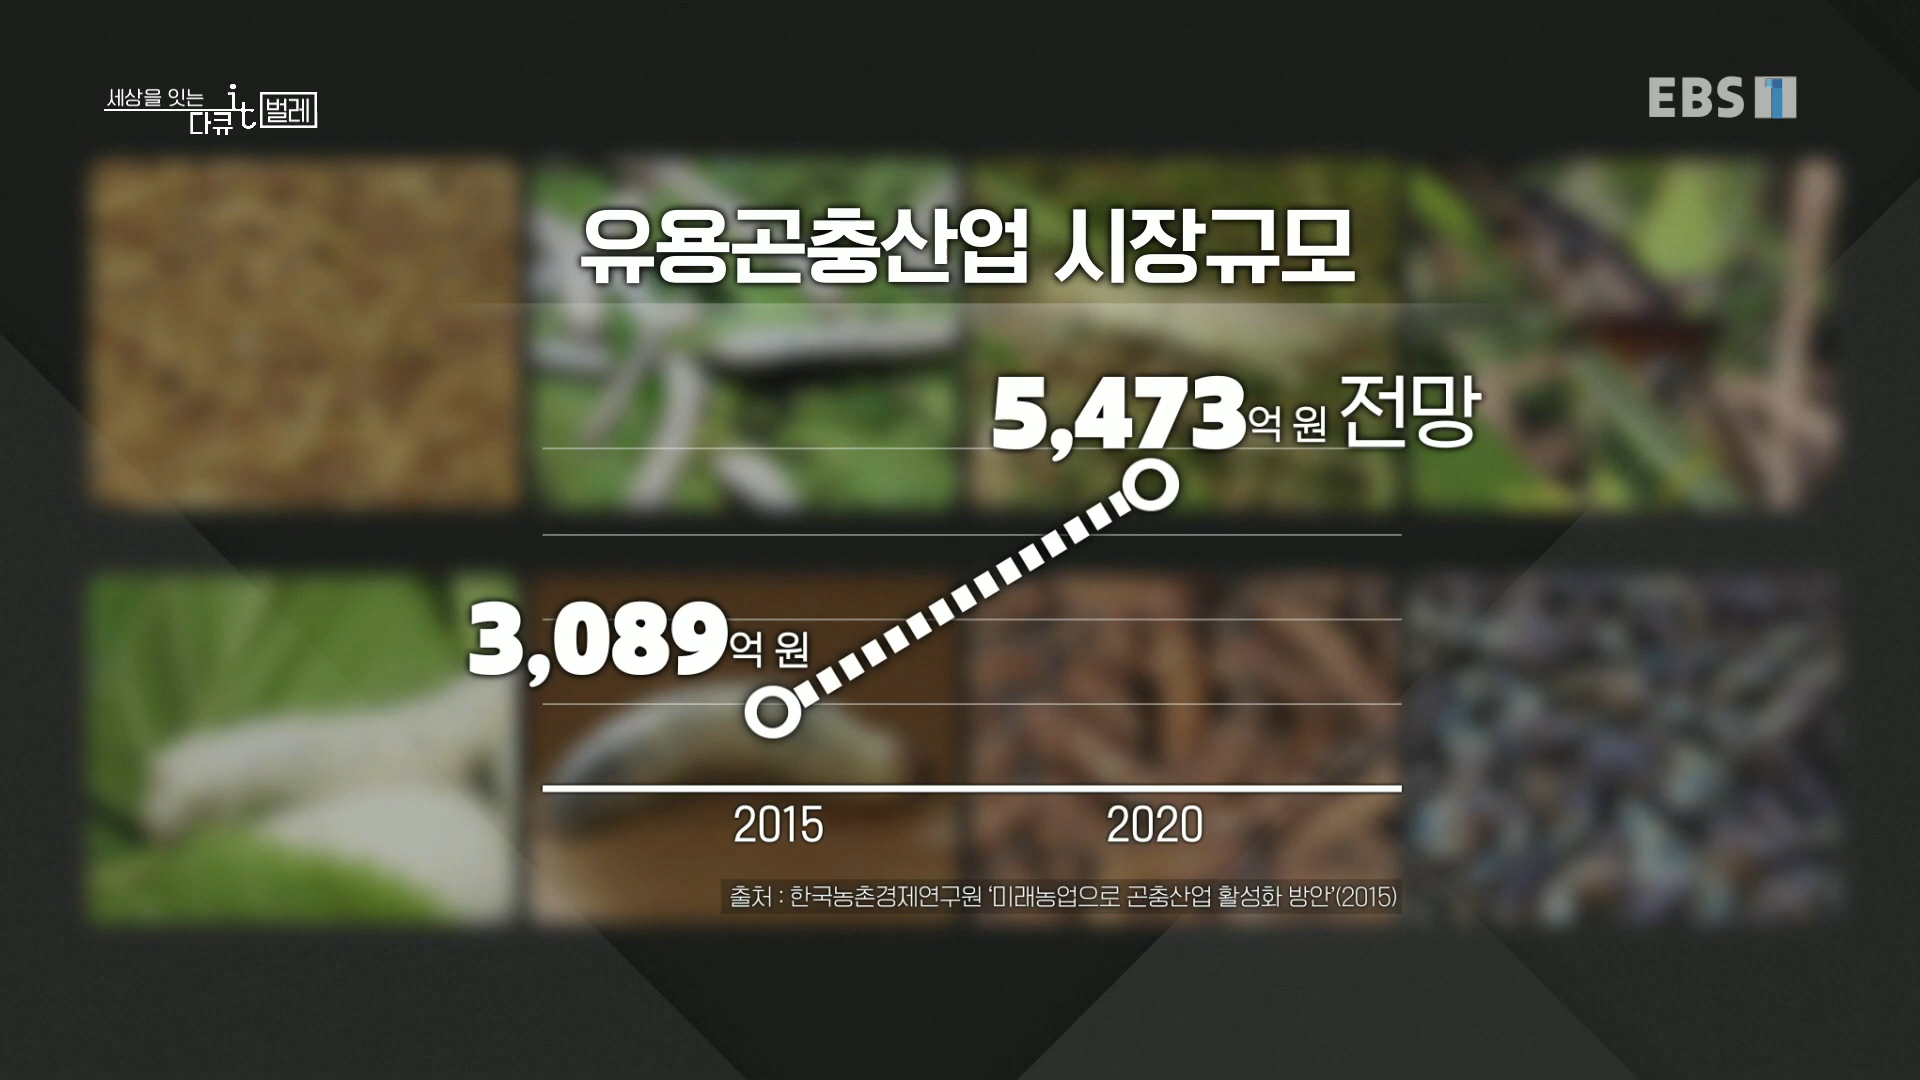 세상을 잇는
다큐 it 벌레
EBS 1
유용곤충산업 시장규모
5,473억 원 전망
3,089억 원
2015 2020
출처 : 한국농촌경제연구원 '미래농업으로 곤충산업 활성화 방안'(2015)